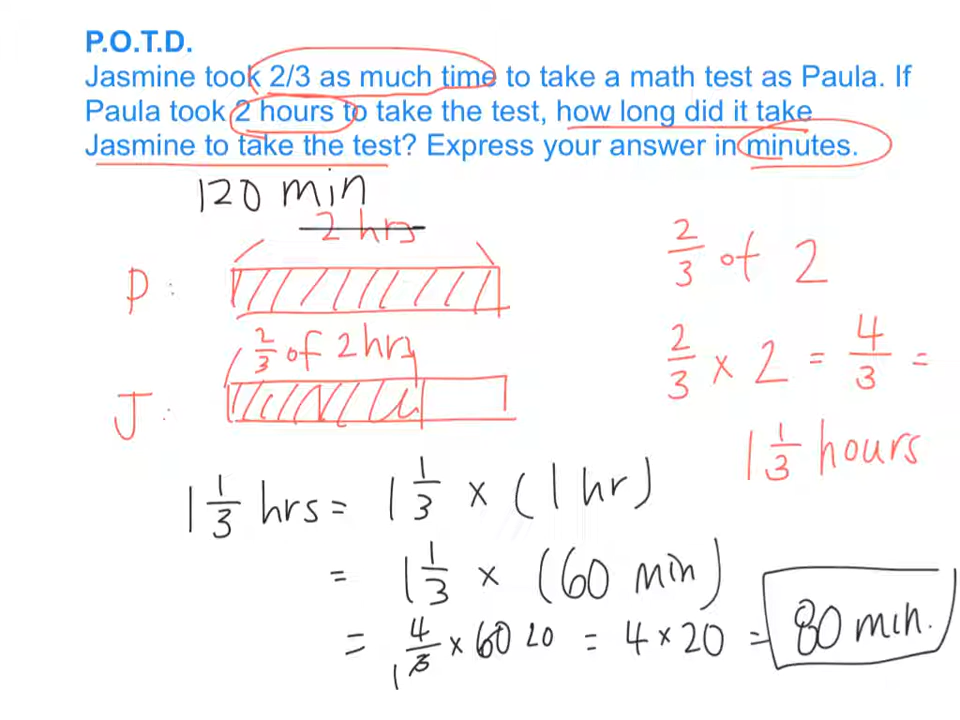 P.O.T.D.
Jasmine took 2/3 as much time to take a math test as Paula. If
Paula took 2 hours to take the test, how long did it take
Jasmine to take the test? Express your answer in minutes.
120 min
2 hrs
P:
2/3 of 2 hrs
J:
2/3 of 2
2/3 × 2 = 4/3 =
1 1/3 hours
1 1/3 hrs = 1 1/3 × (1 hr)
= 1 1/3 × (60 min)
= 4/3 1 × 60 20 = 4 × 20 = 80 min.